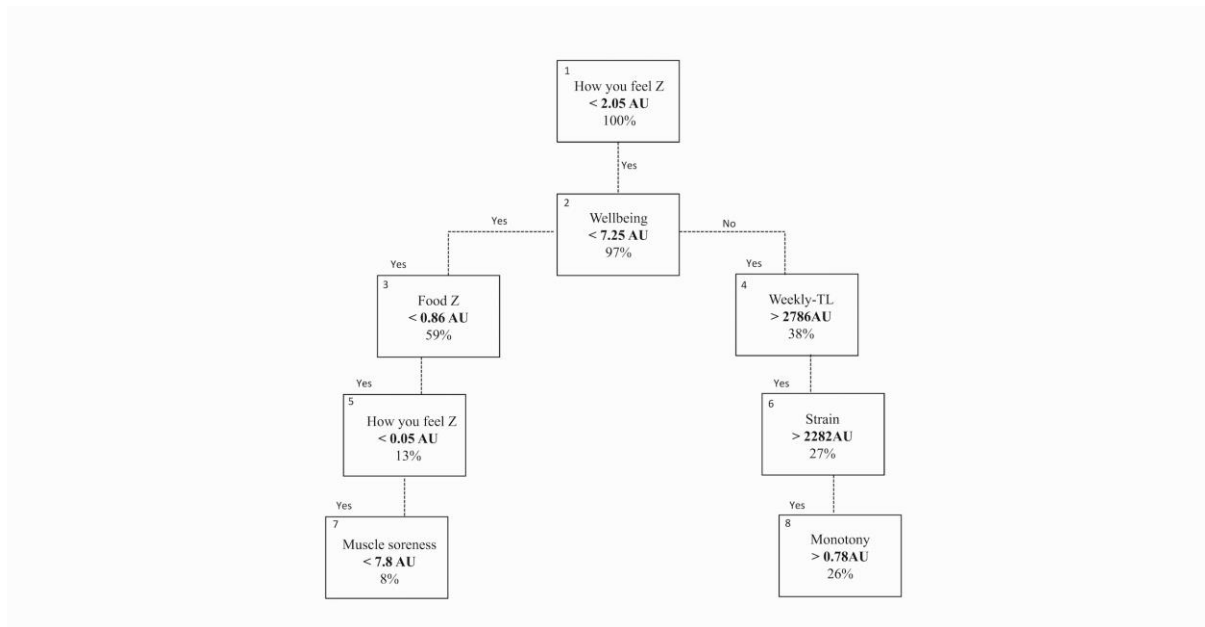 1
How you feel Z
< 2.05 AU
100%
Yes
2
Wellbeing
< 7.25 AU
97%
Yes
No
Yes
3
Food Z
< 0.86 AU
59%
Yes
4
Weekly-TL
> 2786AU
38%
Yes
5
How you feel Z
< 0.05 AU
13%
Yes
6
Strain
> 2282AU
27%
Yes
7
Muscle soreness
< 7.8 AU
8%
Yes
8
Monotony
> 0.78AU
26%